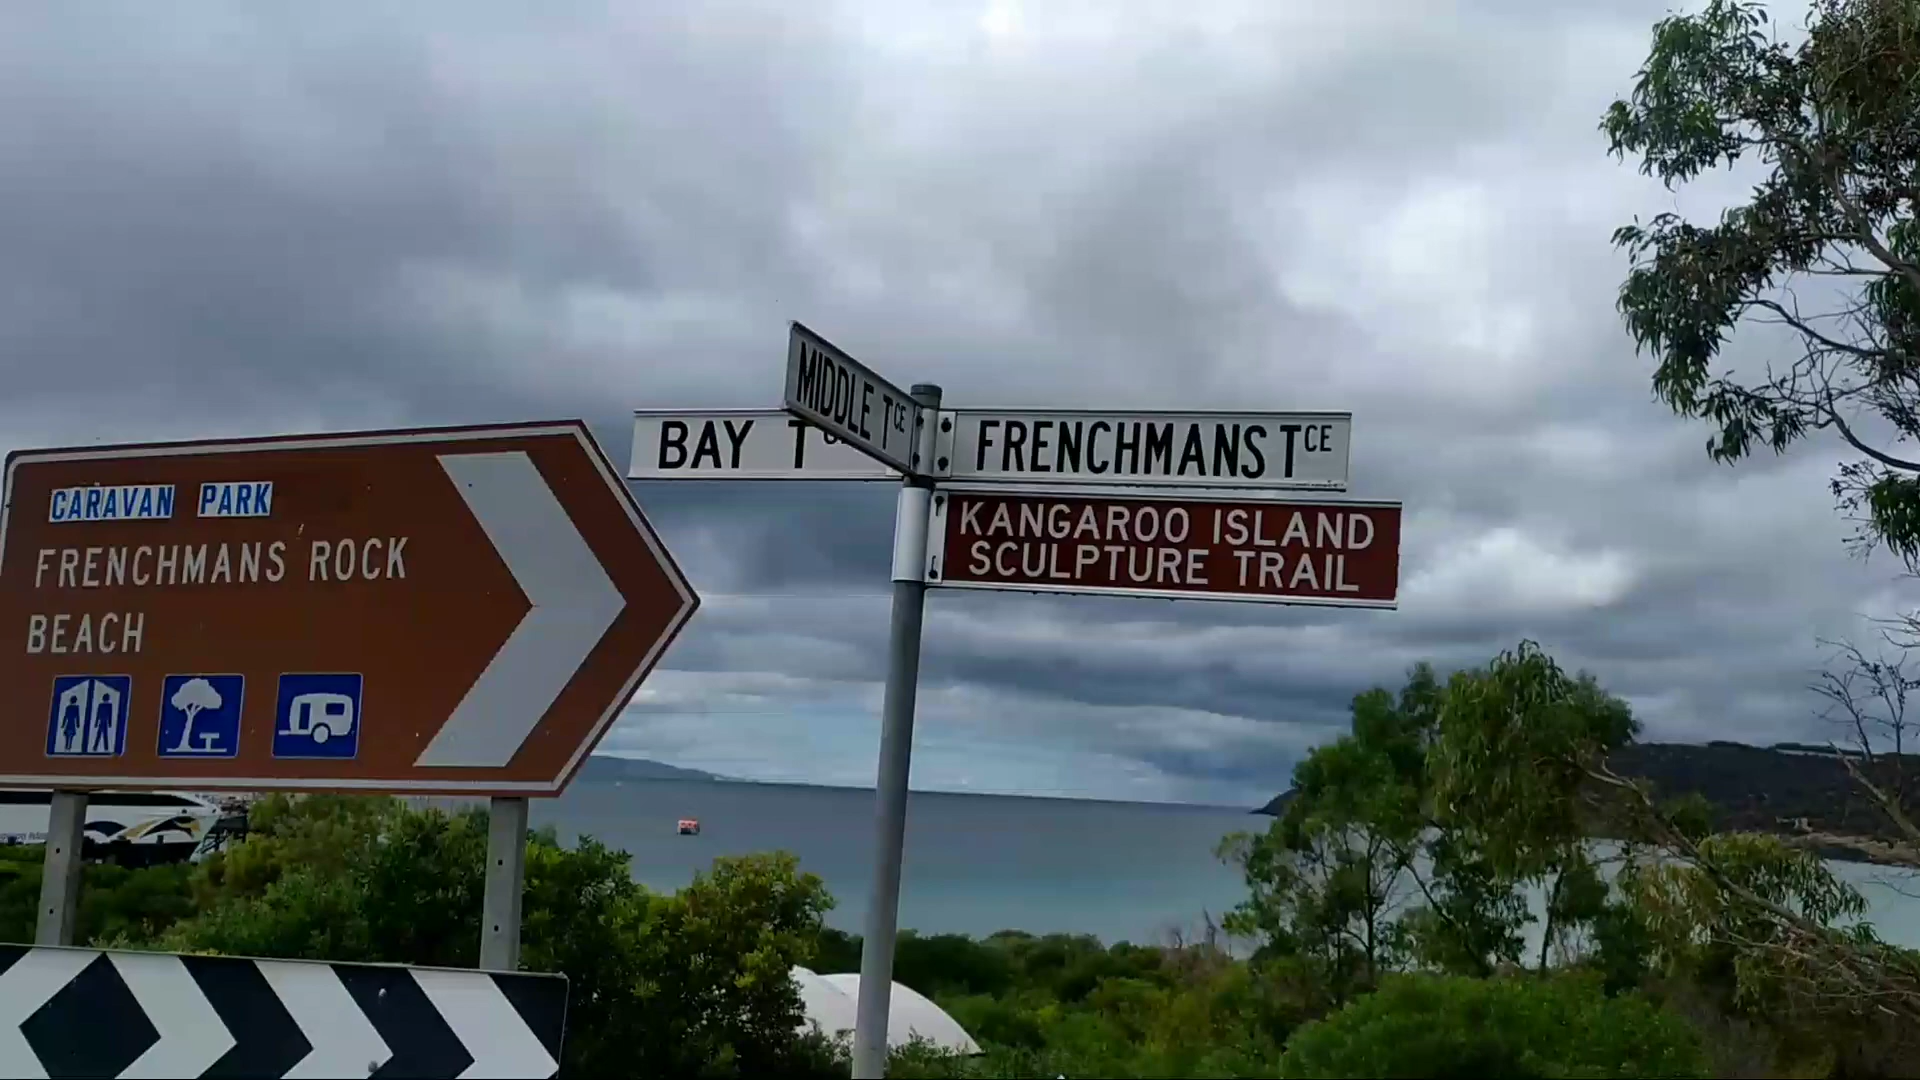 MIDDLE TCE
BAY
FRENCHMANS TCE
KANGAROO ISLAND
SCULPTURE TRAIL
CARAVAN PARK
FRENCHMANS ROCK
BEACH